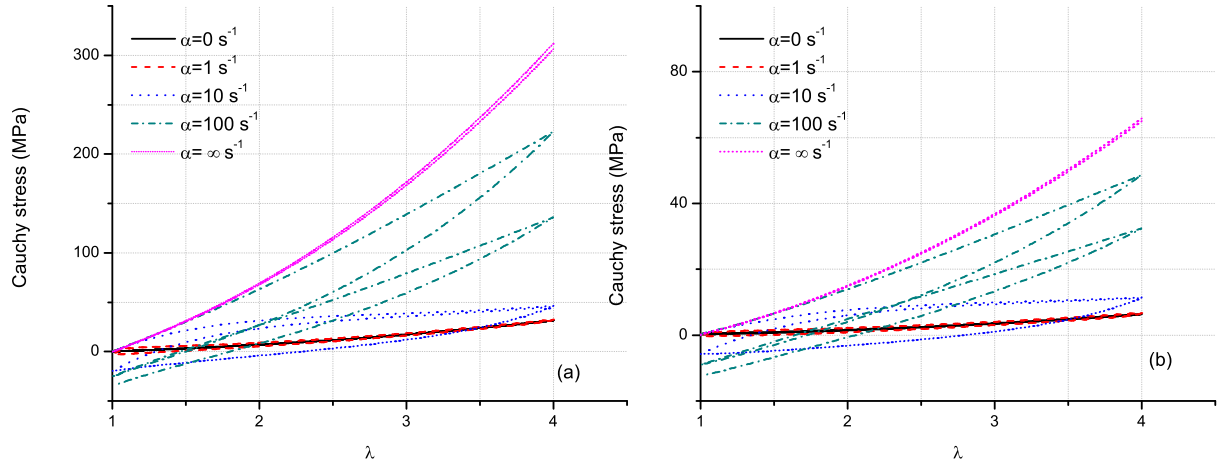 Cauchy stress (MPa)
300
200
100
0
α=0 s-1
α=1 s-1
α=10 s-1
α=100 s-1
α= ∞ s-1
(a)
1
2
3
4
λ
Cauchy stress (MPa)
80
40
0
α=0 s-1
α=1 s-1
α=10 s-1
α=100 s-1
α= ∞ s-1
(b)
1
2
3
4
λ